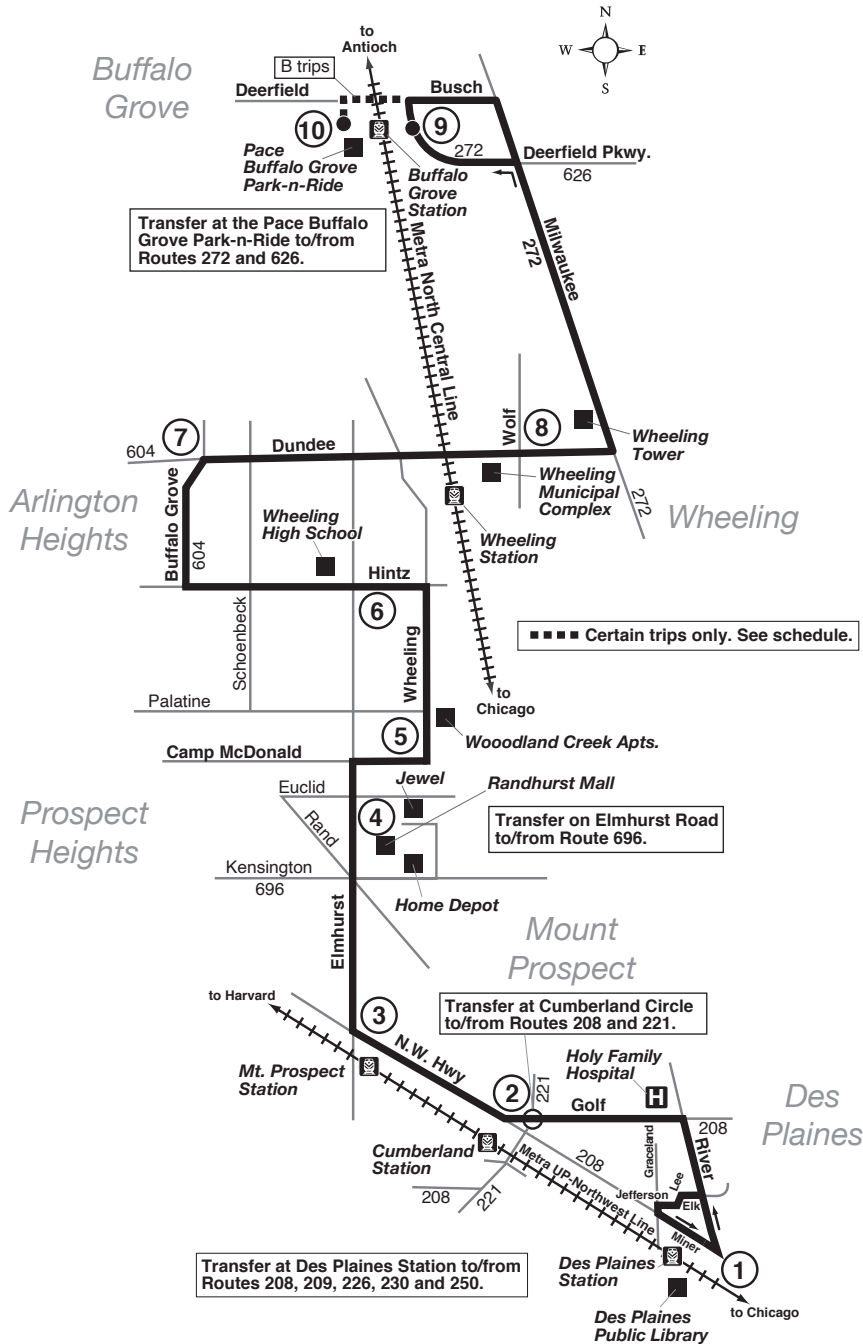 N
W
E
S
to
Antioch
Buffalo
Grove
B trips
Deerfield
Busch
10
9
Pace
Buffalo Grove
Park-n-Ride
272
Buffalo
Grove
Station
Deerfield Pkwy.
626
Transfer at the Pace Buffalo
Grove Park-n-Ride to/from
Routes 272 and 626.
Metra North Central Line
Milwaukee
272
7
604
Dundee
Wolf
8
Wheeling
Tower
Arlington
Heights
Buffalo Grove
604
Wheeling
High School
Wheeling
Municipal
Complex
Wheeling
Station
272
Wheeling
Hintz
6
Schoenbeck
Wheeling
Certain trips only. See schedule.
Palatine
to
Chicago
5
Wooodland Creek Apts.
Camp McDonald
Jewel
Randhurst Mall
Euclid
Rand
4
Prospect
Heights
Transfer on Elmhurst Road
to/from Route 696.
Kensington
696
Home Depot
Elmhurst
Mount
Prospect
to Harvard
3
Transfer at Cumberland Circle
to/from Routes 208 and 221.
N.W. Hwy
Mt. Prospect
Station
2
221
Golf
Holy Family
Hospital
H
208
Des
Plaines
River
Cumberland
Station
208
221
Metra UP-Northwest Line
208
Graceland
Lee
Jefferson
Elk
Miner
1
Transfer at Des Plaines Station to/from
Routes 208, 209, 226, 230 and 250.
Des Plaines
Station
to Chicago
Des Plaines
Public Library